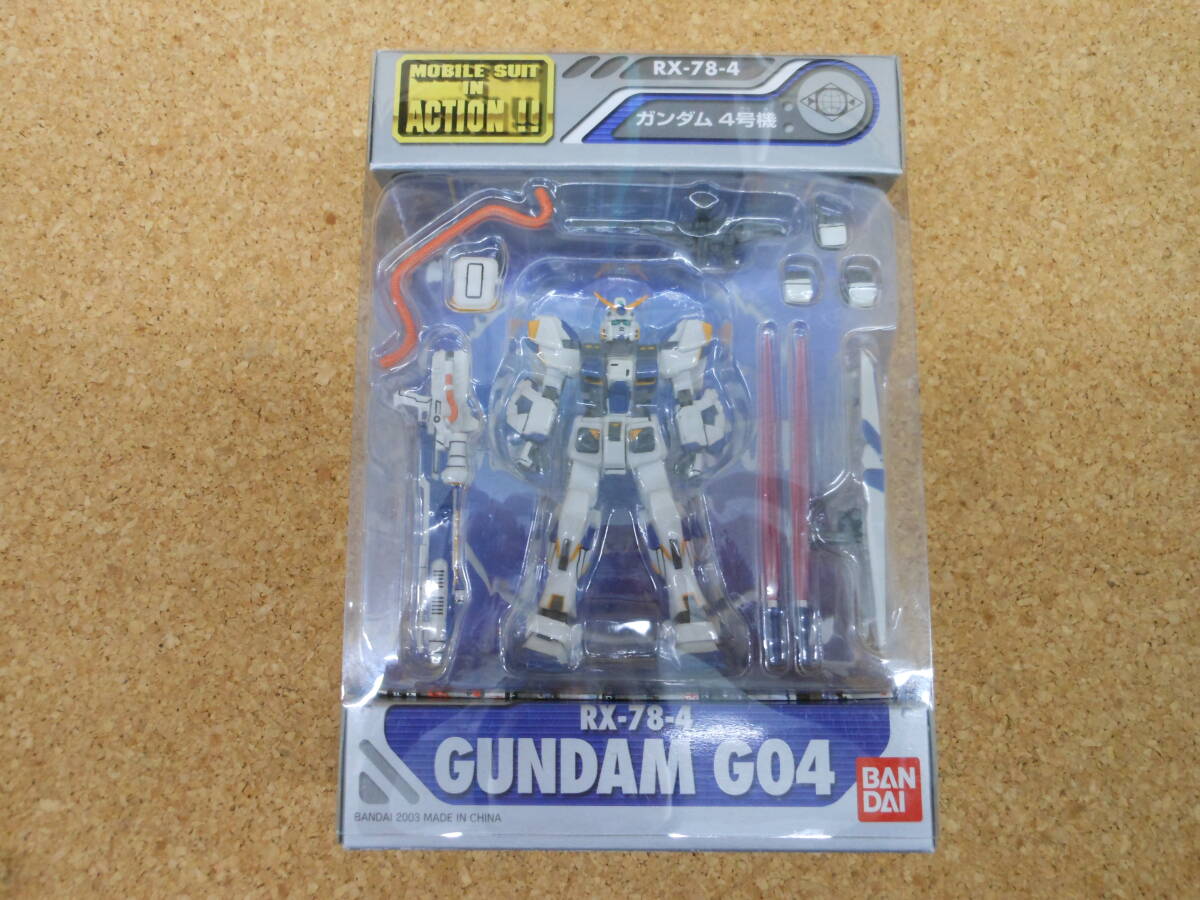 MOBILE SUIT
IN
ACTION!!
RX-78-4
ガンダム 4号機
RX-78-4
GUNDAM G04
BANDAI 2003 MADE IN CHINA
BAN
DAI